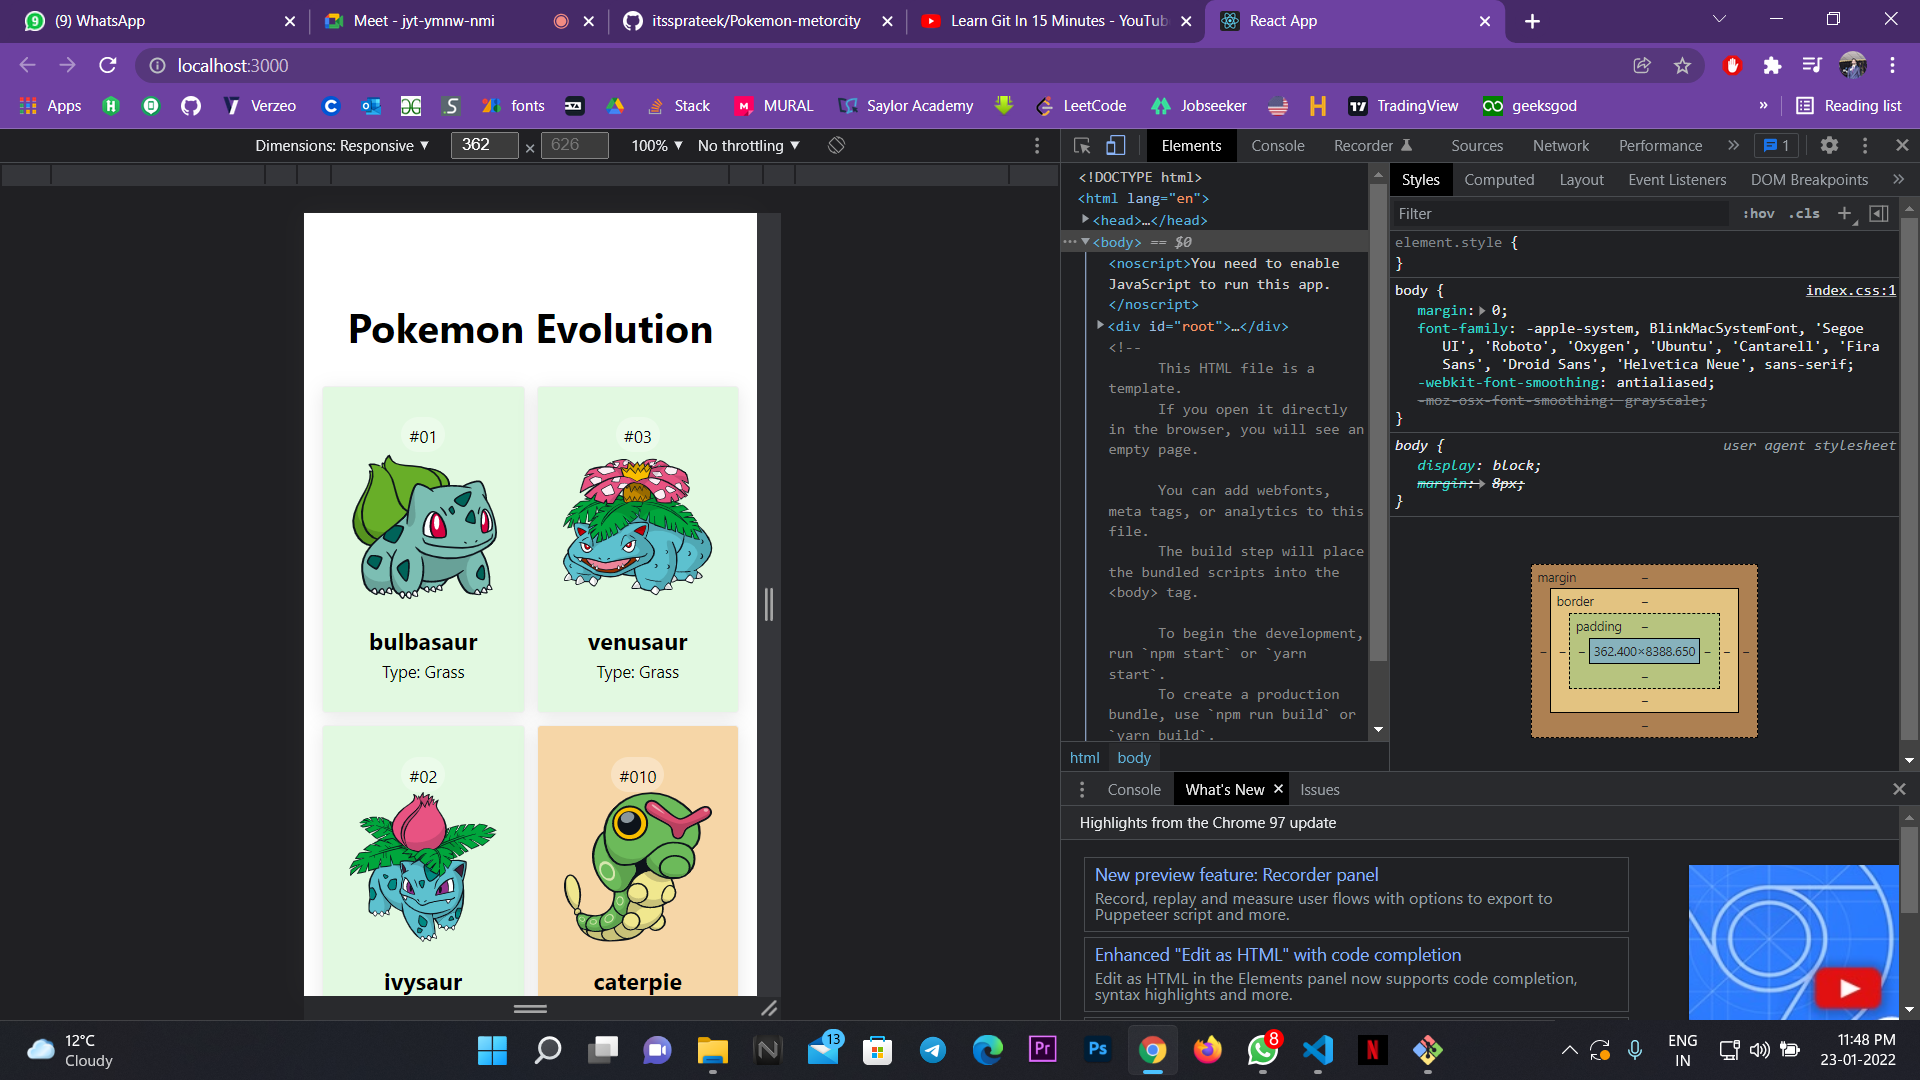 (9) WhatsApp
Meet - jyt-ymnw-nmi
itssprateek/Pokemon-metorcity
Learn Git In 15 Minutes - YouTub
React App
localhost:3000
Apps
Verzeo
fonts
Stack
MURAL
Saylor Academy
LeetCode
Jobseeker
TradingView
geeksgod
»
Reading list
Dimensions: Responsive ▼ 362 × 626 100% ▼ No throttling ▼
Elements Console Recorder Sources Network Performance » 1
Pokemon Evolution
#01
bulbasaur
Type: Grass
#03
venusaur
Type: Grass
#02
ivysaur
#010
caterpie
<!DOCTYPE html>
<html lang="en">
<head>…</head>
<body> == $0
<noscript>You need to enable
JavaScript to run this app.
</noscript>
<div id="root">…</div>
<!--
This HTML file is a
template.
If you open it directly
in the browser, you will see an
empty page.
You can add webfonts,
meta tags, or analytics to this
file.
The build step will place
the bundled scripts into the
<body> tag.
To begin the development,
run `npm start` or `yarn
start`.
To create a production
bundle, use `npm run build` or
`yarn build`.
html body
Styles Computed Layout Event Listeners DOM Breakpoints »
Filter :hov .cls +
element.style {
}
body { index.css:1
margin: 0;
font-family: -apple-system, BlinkMacSystemFont, 'Segoe
UI', 'Roboto', 'Oxygen', 'Ubuntu', 'Cantarell', 'Fira
Sans', 'Droid Sans', 'Helvetica Neue', sans-serif;
-webkit-font-smoothing: antialiased;
-moz-osx-font-smoothing: grayscale;
}
body { user agent stylesheet
display: block;
margin: 8px;
}
margin –
border –
padding –
– – – 362.400×8388.650 – – –
–
–
–
Console What's New × Issues
Highlights from the Chrome 97 update
New preview feature: Recorder panel
Record, replay and measure user flows with options to export to
Puppeteer script and more.
Enhanced "Edit as HTML" with code completion
Edit as HTML in the Elements panel now supports code completion,
syntax highlights and more.
12°C
Cloudy
13
Pr
Ps
8
N
ENG
IN
11:48 PM
23-01-2022